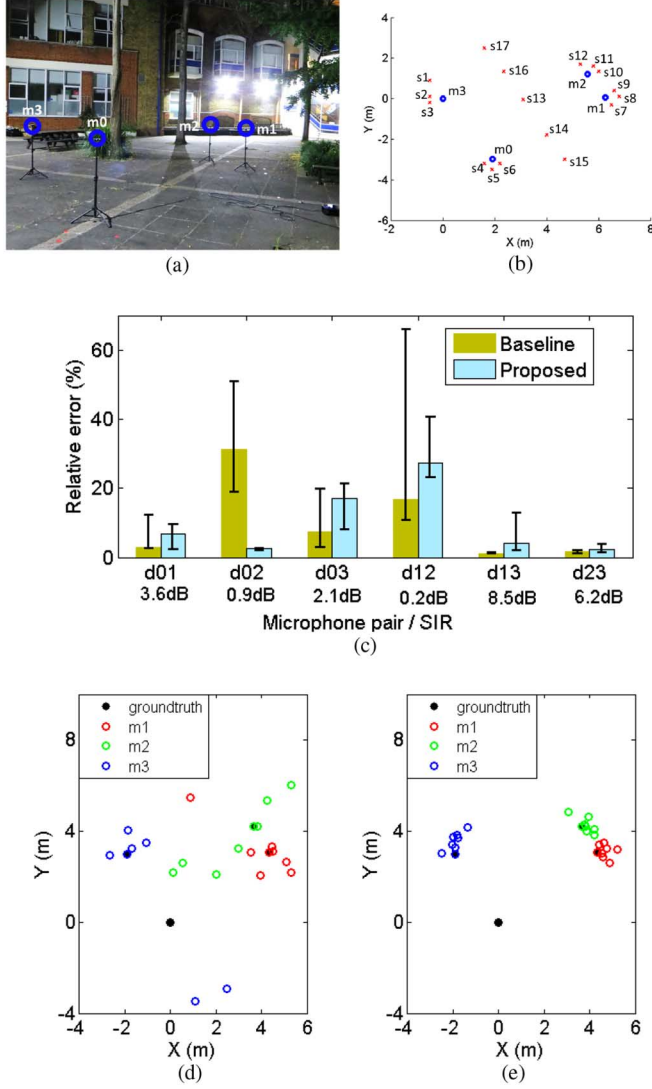 m3
m0
m2
m1
(a)
Y (m)
6
4
2
0
-2
-4
-2
0
2
4
6
8
X (m)
s17
s16
s12
s11
s10
m2
s1
s2
s3
m3
s13
s9
s8
m1
s7
s14
m0
s4
s5
s6
s15
(b)
Relative error (%)
60
40
20
0
Baseline
Proposed
d01
d02
d03
d12
d13
d23
3.6dB
0.9dB
2.1dB
0.2dB
8.5dB
6.2dB
Microphone pair / SIR
(c)
groundtruth
m1
m2
m3
Y (m)
8
4
0
-4
-4
-2
0
2
4
6
X (m)
(d)
groundtruth
m1
m2
m3
Y (m)
8
4
0
-4
-4
-2
0
2
4
6
X (m)
(e)